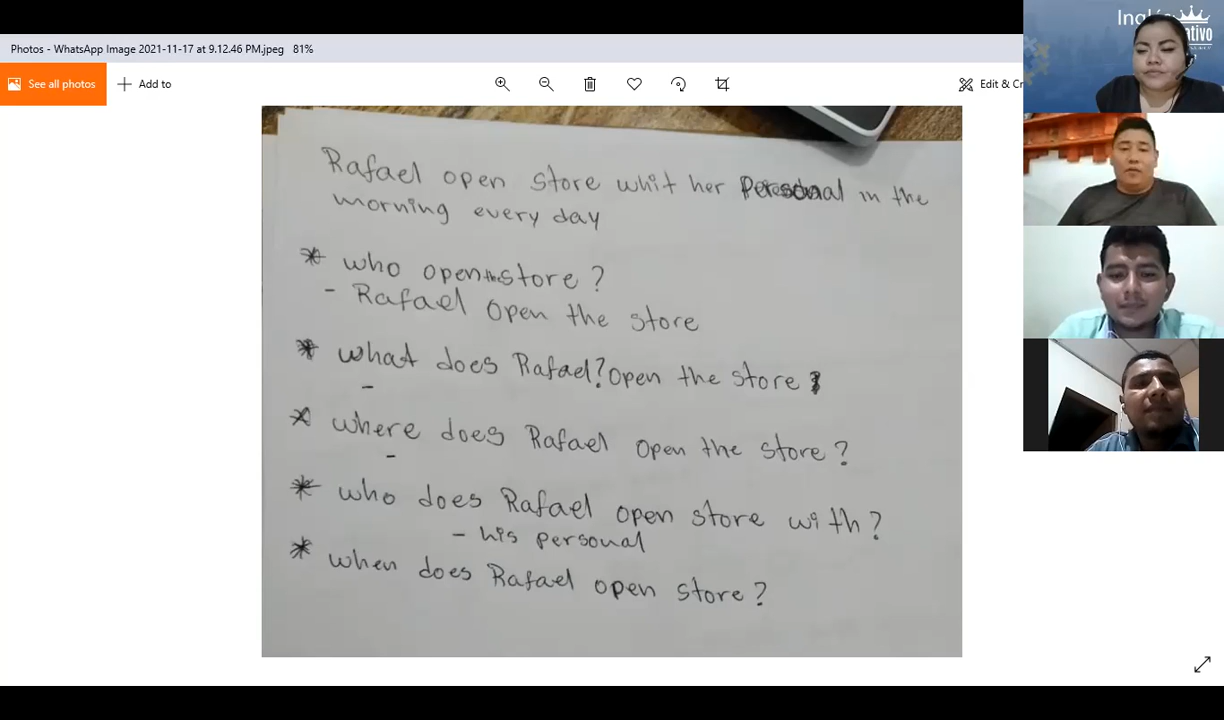 Inglés
Photos - WhatsApp Image 2021-11-17 at 9.12.46 PM.jpeg 81%
See all photos
Add to
Edit & Cr
Rafael open store whit her Personal in the
morning every day
* who open the store ?
- Rafael open the store
* what does Rafael? open the store ?
-
* where does Rafael open the store ?
-
* who does Rafael open store with ?
- his personal
* when does Rafael open store ?